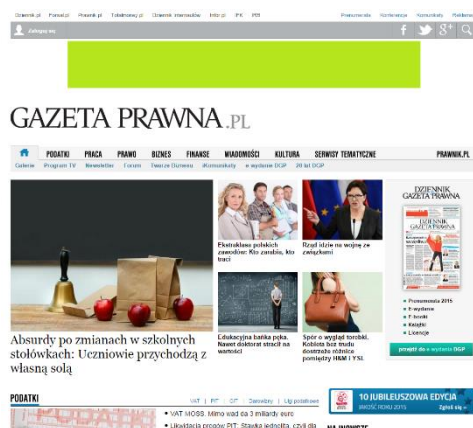 Dziennik.pl Forsal.pl Prawnik.pl
Prenumerata Konferencje Komunikaty Reklama
Zaloguj się
GAZETA PRAWNA.PL
PODATKI PRACA PRAWO BIZNES FINANSE WIADOMOŚCI KULTURA SERWISY TEMATYCZNE PRAWNIK.PL
Galerie Program TV Newsletter Forum Twarze Biznesu eKomunikaty e-wydanie DGP 20 lat DGP
DZIENNIK
GAZETA PRAWNA
Ekstraklasa polskich
zawodów: Kto zarabia, kto
traci
Rząd idzie na wojnę ze
związkami
Prenumerata 2015
E-wydanie
E-booki
Książki
Licencje
przejdź do e-wydania DGP
Absurdy po zmianach w szkolnych
stołówkach: Uczniowie przychodzą z
własną solą
Edukacyjna bańka pęka.
Nawet doktorat stracił na
wartości
Spór o wygląd torebki.
Kobieta bez trudu
dostrzeże różnice
pomiędzy H&M i YSL
PODATKI
VAT | PIT | CIT | Darowizny | Ulgi podatkowe
VAT MOSS. Mimo wad da 3 miliardy euro
Likwidacja progów PIT: Stawka jednolita, czyli dla
10 JUBILEUSZOWA EDYCJA
Zgłoś się
NAJNOWSZE